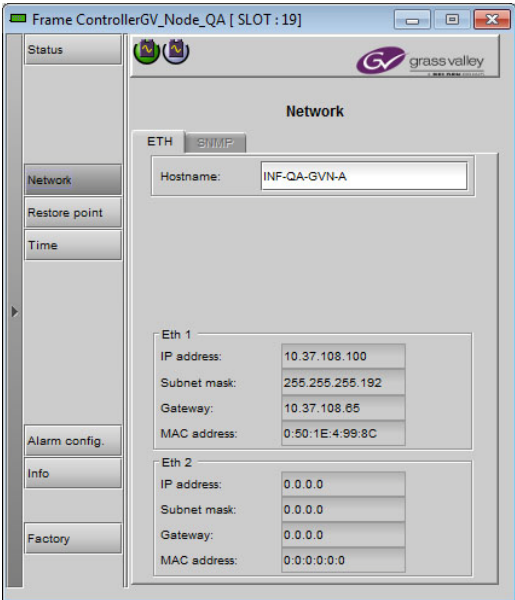 Frame ControllerGV_Node_QA [ SLOT : 19]
Status
grass valley
Network
ETH
SNMP
Network
Hostname:
INF-QA-GVN-A
Restore point
Time
Eth 1
IP address:
10.37.108.100
Subnet mask:
255.255.255.192
Gateway:
10.37.108.65
MAC address:
0:50:1E:4:99:8C
Alarm config.
Info
Factory
Eth 2
IP address:
0.0.0.0
Subnet mask:
0.0.0.0
Gateway:
0.0.0.0
MAC address:
0:0:0:0:0:0